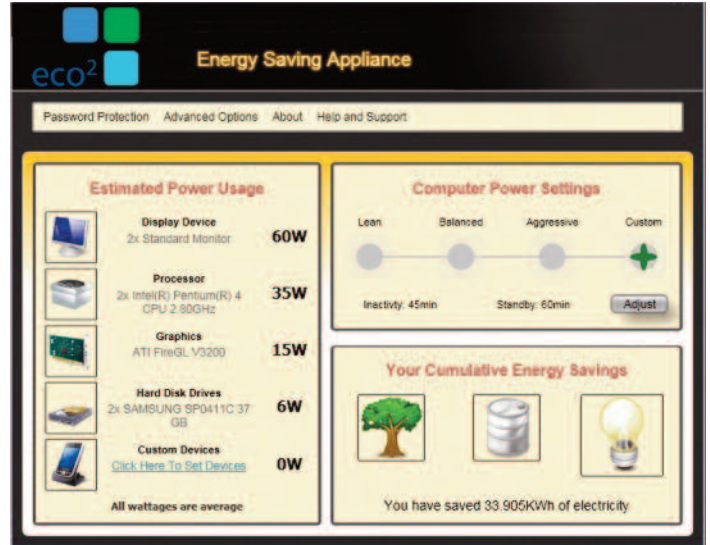 eco²
Energy Saving Appliance
Password Protection Advanced Options About Help and Support
Estimated Power Usage
Display Device
2x Standard Monitor
60W
Processor
2x Intel(R) Pentium(R) 4
CPU 2.80GHz
35W
Graphics
ATI FireGL V3200
15W
Hard Disk Drives
2x SAMSUNG SP0411C 37
GB
6W
Custom Devices
Click Here To Set Devices
0W
All wattages are average
Computer Power Settings
Lean Balanced Aggressive Custom
Inactivty: 45min Standby: 60min Adjust
Your Cumulative Energy Savings
You have saved 33.905KWh of electricity